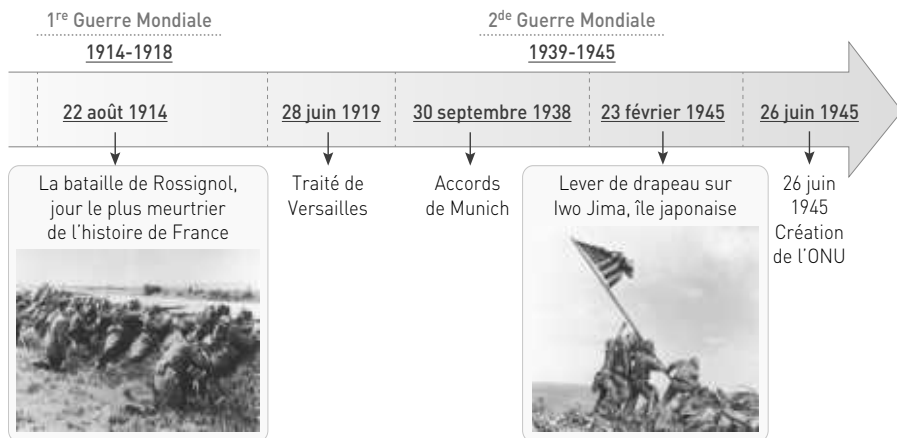 1re Guerre Mondiale
1914-1918
2de Guerre Mondiale
1939-1945
22 août 1914
28 juin 1919
30 septembre 1938
23 février 1945
26 juin 1945
La bataille de Rossignol,
jour le plus meurtrier
de l'histoire de France
Traité de
Versailles
Accords
de Munich
Lever de drapeau sur
Iwo Jima, île japonaise
26 juin
1945
Création
de l'ONU